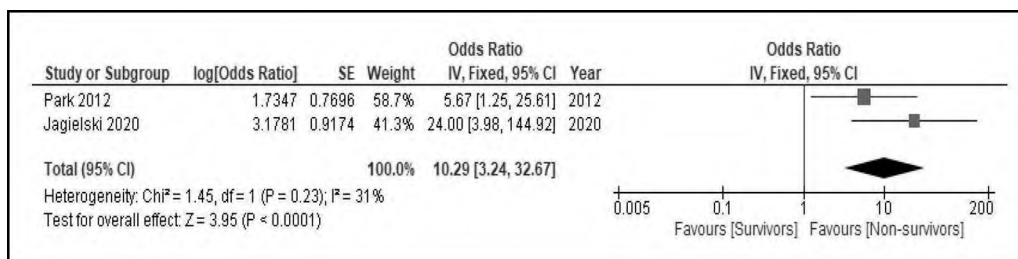 Odds Ratio Odds Ratio
Study or Subgroup log[Odds Ratio] SE Weight IV, Fixed, 95% CI Year IV, Fixed, 95% CI
Park 2012 1.7347 0.7696 58.7% 5.67 [1.25, 25.61] 2012
Jagielski 2020 3.1781 0.9174 41.3% 24.00 [3.98, 144.92] 2020
Total (95% CI) 100.0% 10.29 [3.24, 32.67]
Heterogeneity: Chi² = 1.45, df = 1 (P = 0.23); I² = 31%
Test for overall effect: Z = 3.95 (P < 0.0001)
0.005 0.1 1 10 200
Favours [Survivors] Favours [Non-survivors]